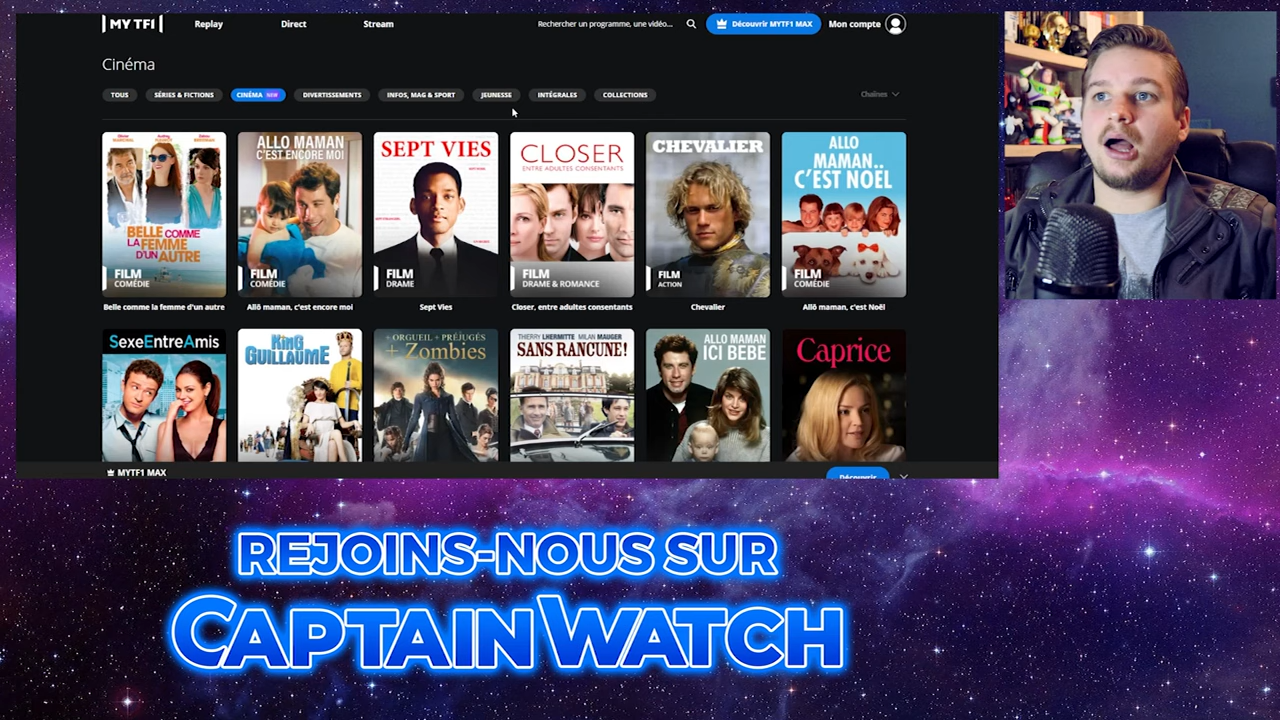 MYTF1
Replay
Direct
Stream
Rechercher un programme, une vidéo...
Découvrir MYTF1 MAX
Mon compte
Cinéma
TOUS
SÉRIES & FICTIONS
CINÉMA NEW
DIVERTISSEMENTS
INFOS, MAG & SPORT
JEUNESSE
INTÉGRALES
COLLECTIONS
Chaînes
BELLE COMME
LA FEMME
D'UN AUTRE
FILM
COMÉDIE
Belle comme la femme d'un autre
ALLO MAMAN
C'EST ENCORE MOI
FILM
COMÉDIE
Allô maman, c'est encore moi
SEPT VIES
FILM
DRAME
Sept Vies
CLOSER
ENTRE ADULTES CONSENTANTS
FILM
DRAME & ROMANCE
Closer, entre adultes consentants
CHEVALIER
FILM
ACTION
Chevalier
ALLO
MAMAN..
C'EST NOËL
FILM
COMÉDIE
Allô maman, c'est Noël
SexeEntreAmis
KING
GUILLAUME
ORGUEIL + PRÉJUGÉS
+ Zombies
THIERRY LHERMITTE MILAN MAUGER
SANS RANCUNE!
ALLO MAMAN
ICI BEBE
Caprice
MYTF1 MAX
Découvrir
REJOINS-NOUS SUR
CAPTAINWATCH